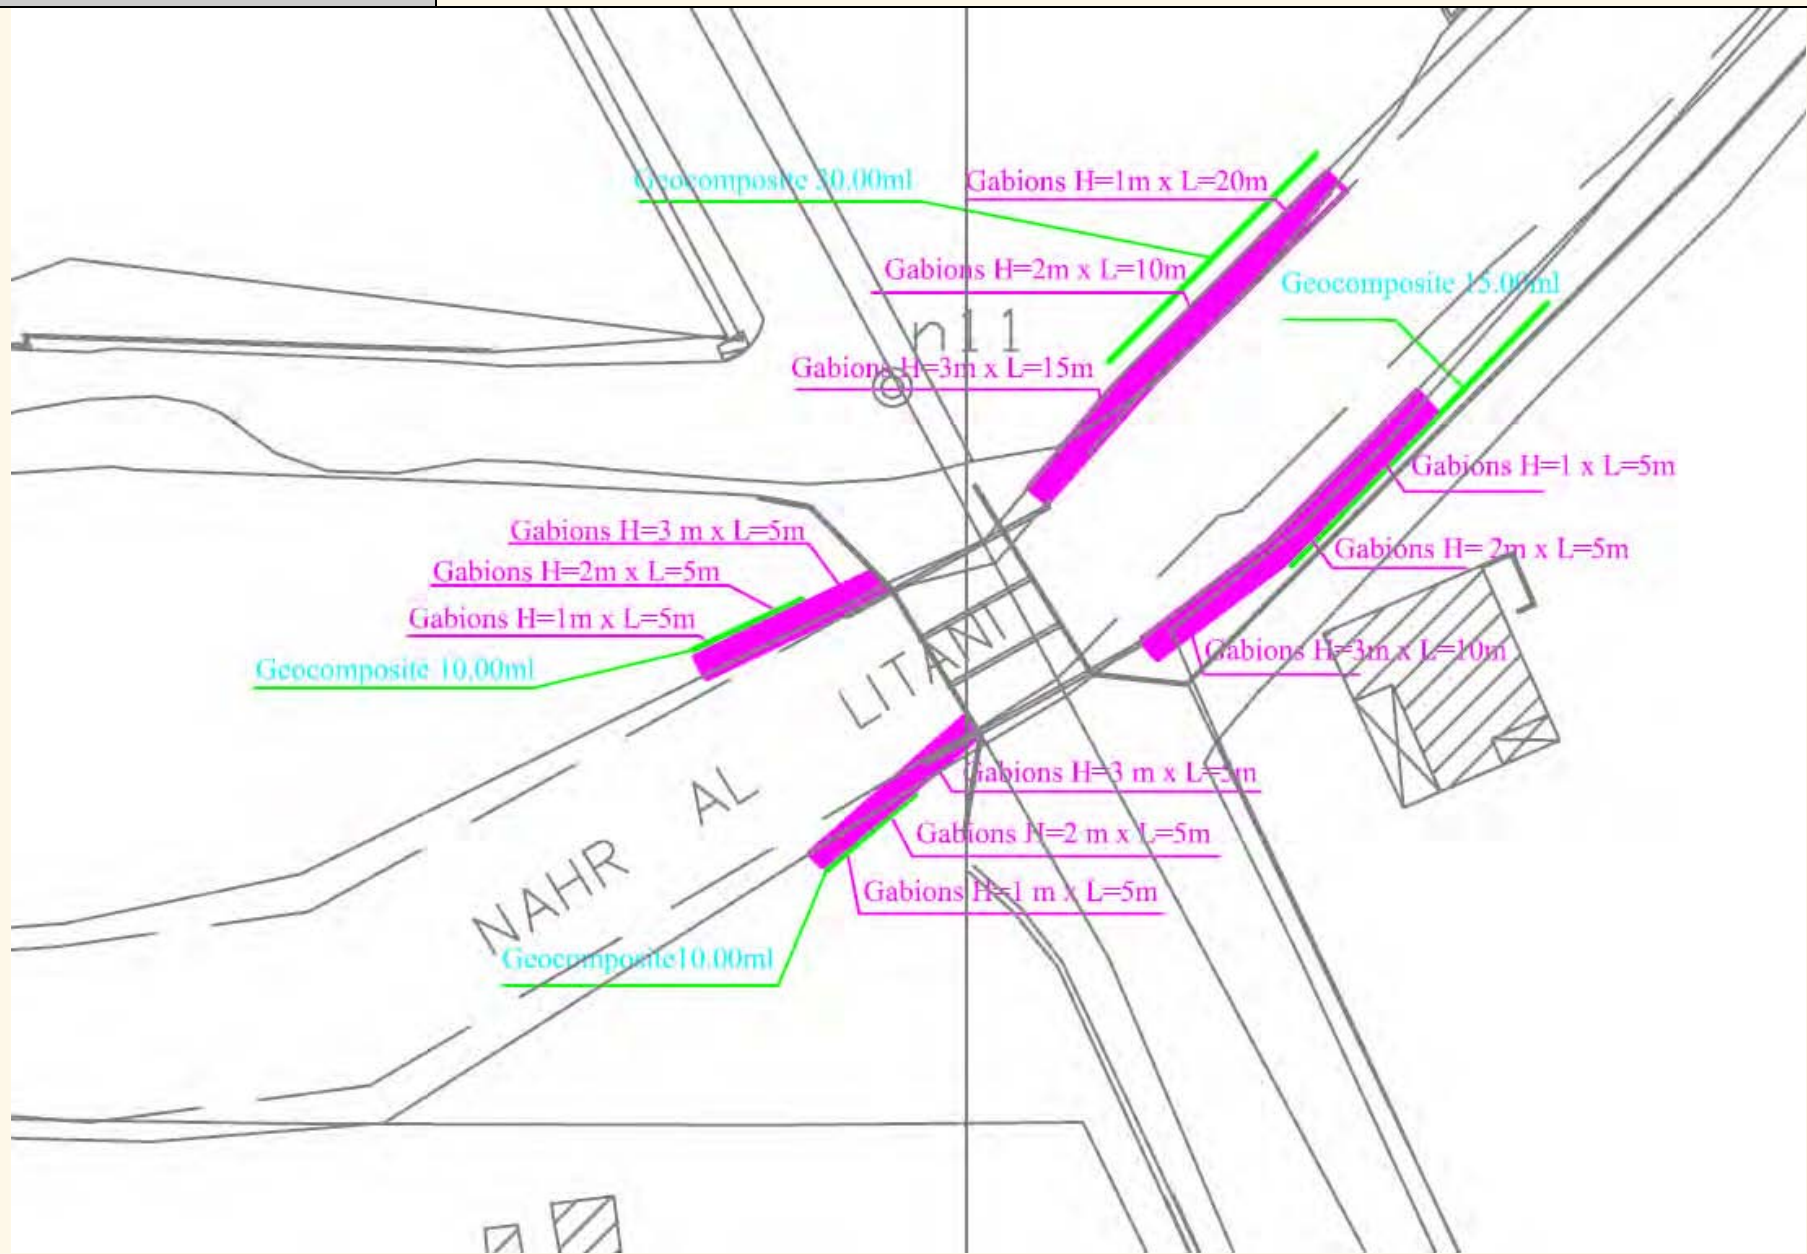 Geocomposite 30.00ml
Gabions H=1m x L=20m
Gabions H=2m x L=10m
Geocomposite 15.00ml
n11
Gabions H=3m x L=15m
Gabions H=1 x L=5m
Gabions H=3 m x L=5m
Gabions H= 2m x L=5m
Gabions H=2m x L=5m
Gabions H=1m x L=5m
Gabions H=3m x L=10m
Geocomposite 10,00ml
NAHR AL LITANI
Gabions H=3 m x L=5m
Gabions H=2 m x L=5m
Gabions H=1 m x L=5m
Geocomposite10.00ml